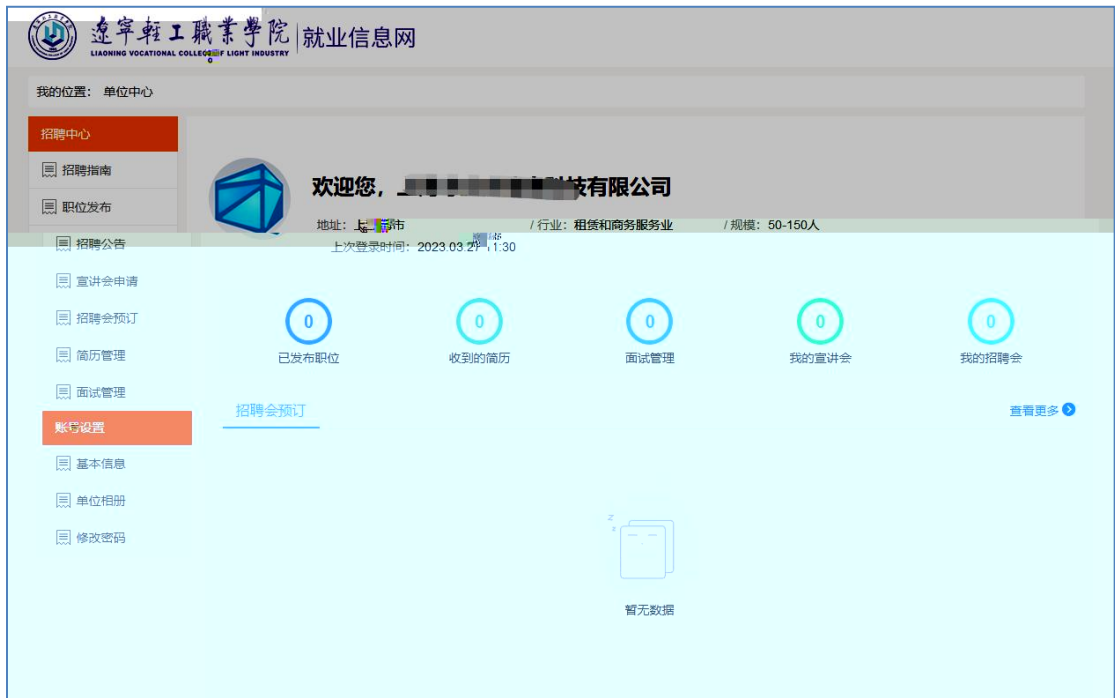 遼寧輕工職業學院 就业信息网
LIAONING VOCATIONAL COLLEGE OF LIGHT INDUSTRY
我的位置： 单位中心
招聘中心
招聘指南
职位发布
招聘公告
宣讲会申请
招聘会预订
简历管理
面试管理
账号设置
基本信息
单位相册
修改密码
欢迎您，有限公司
地址： 市 / 行业：租赁和商务服务业 / 规模：50-150人
上次登录时间：2023.03.27 11:30
0 0 0 0 0
已发布职位 收到的简历 面试管理 我的宣讲会 我的招聘会
招聘会预订 查看更多
z
z
暂无数据